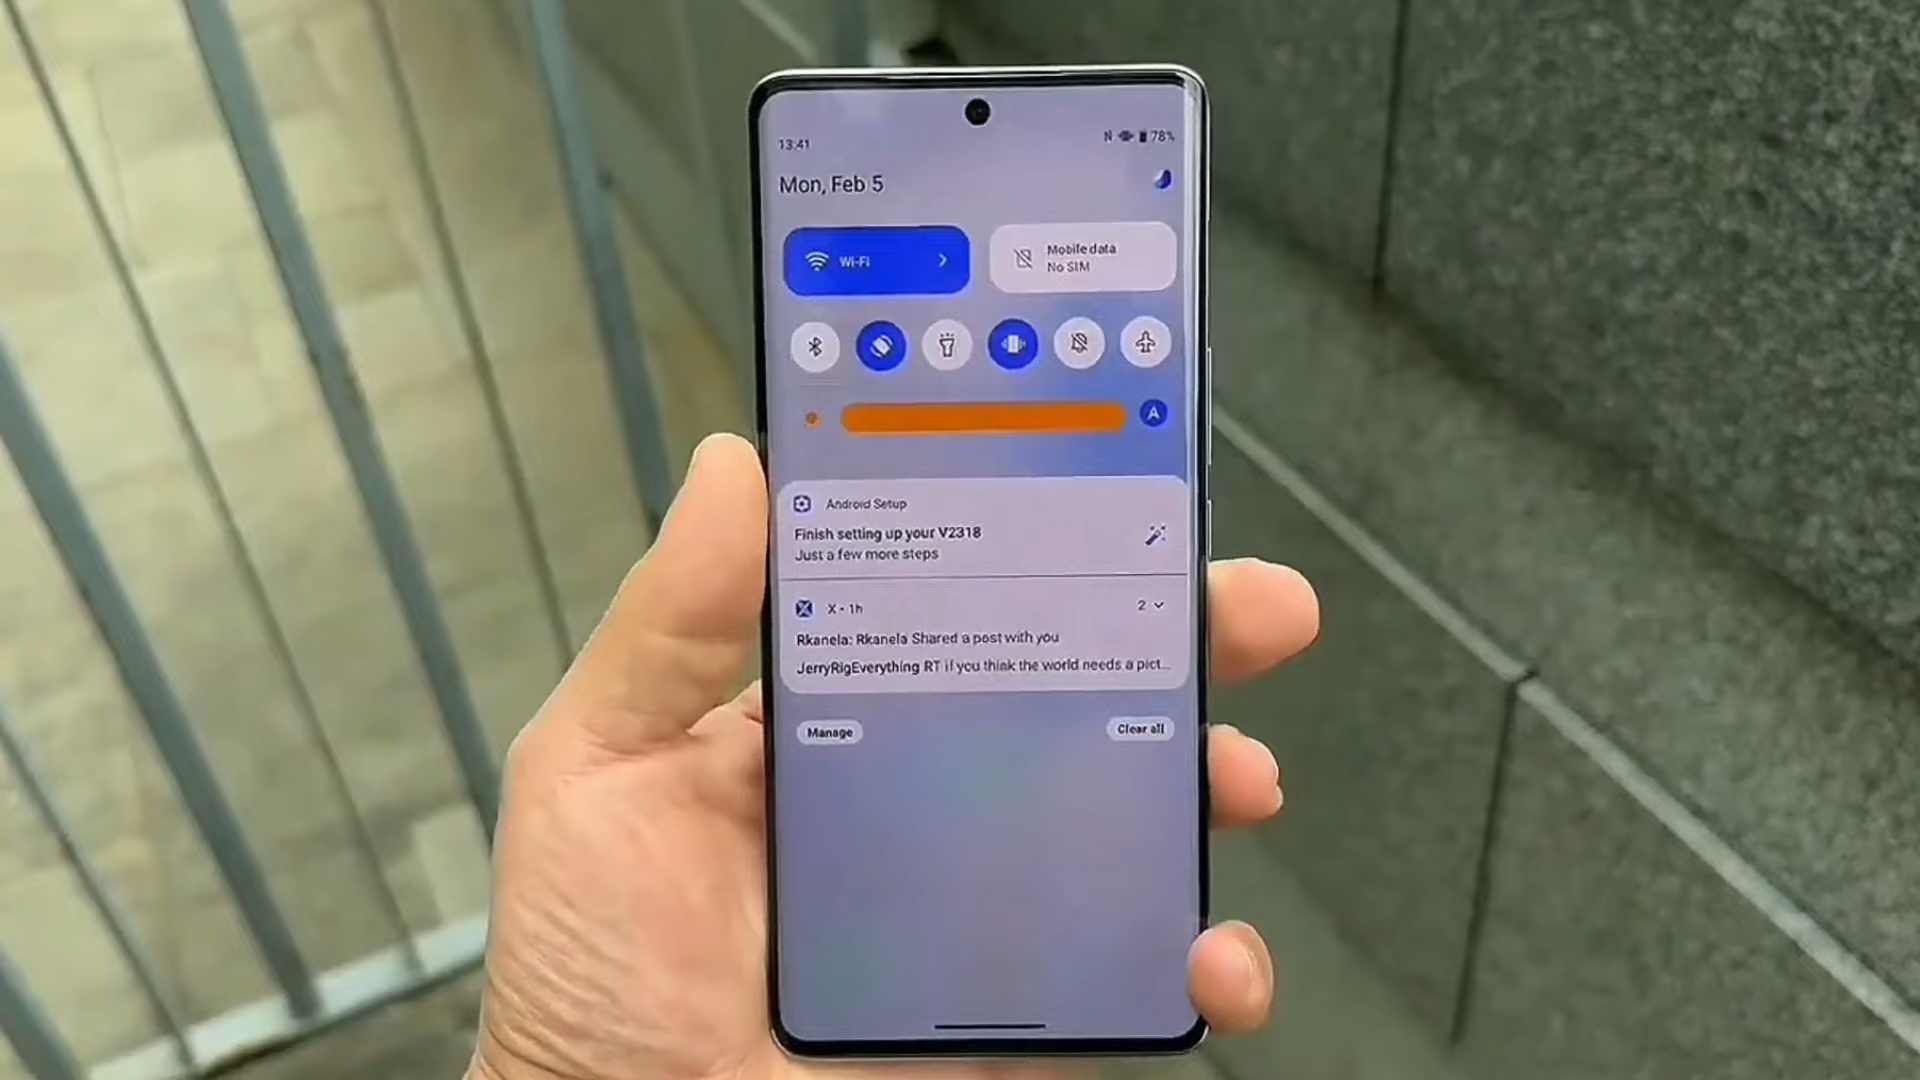 13:41
N 78%
Mon, Feb 5
Wi-Fi
Mobile data
No SIM
A
Android Setup
Finish setting up your V2318
Just a few more steps
X • 1h
2
Rkanela: Rkanela Shared a post with you
JerryRigEverything RT if you think the world needs a pict...
Manage
Clear all